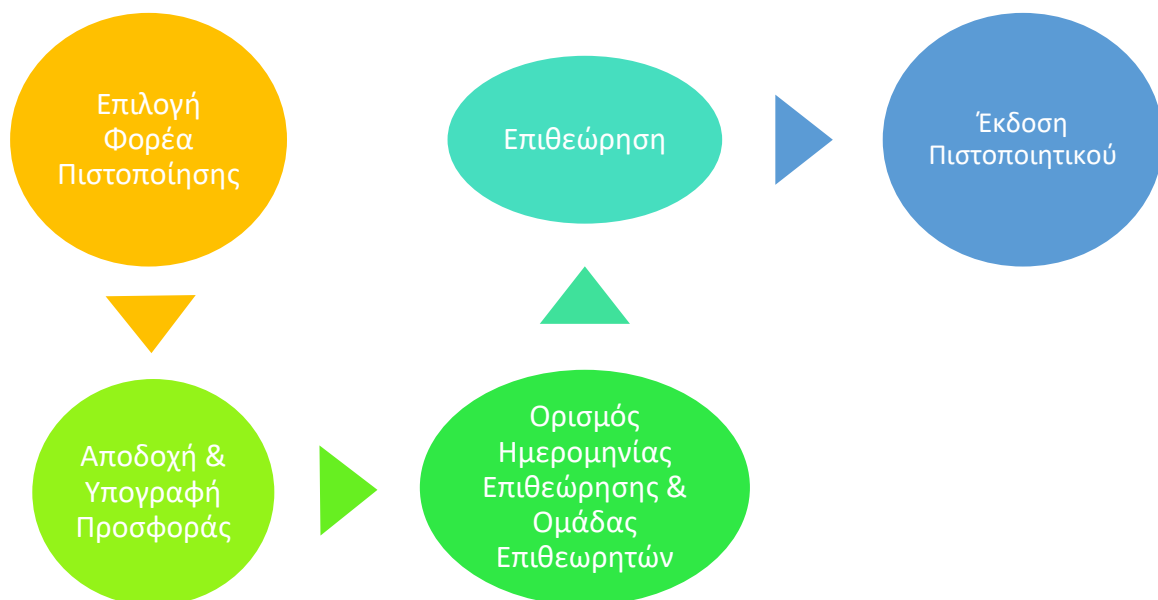 Επιλογή
Φορέα
Πιστοποίησης
Αποδοχή &
Υπογραφή
Προσφοράς
Ορισμός
Ημερομηνίας
Επιθεώρησης &
Ομάδας
Επιθεωρητών
Επιθεώρηση
Έκδοση
Πιστοποιητικού